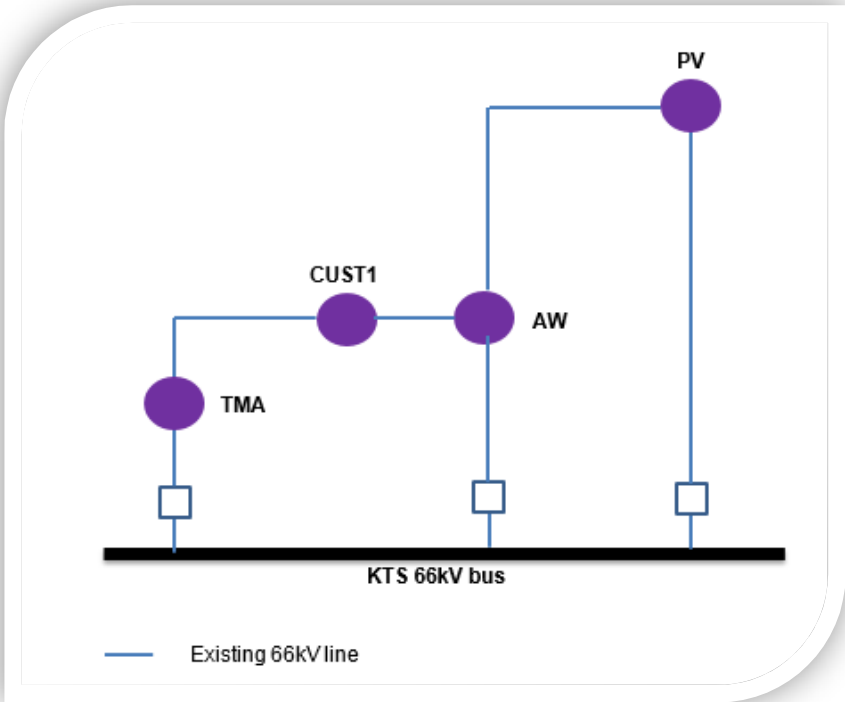 PV
CUST1
AW
TMA
KTS 66kV bus
Existing 66kV line